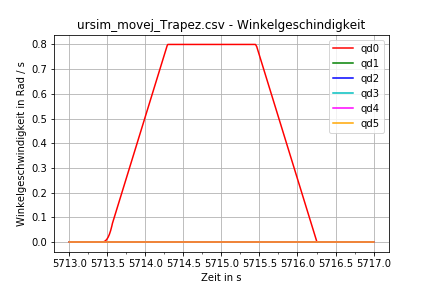 ursim_movej_Trapez.csv - Winkelgeschindigkeit
Winkelgeschwindigkeit in Rad / s
0.8
0.7
0.6
0.5
0.4
0.3
0.2
0.1
0.0
qd0
qd1
qd2
qd3
qd4
qd5
5713.0 5713.5 5714.0 5714.5 5715.0 5715.5 5716.0 5716.5 5717.0
Zeit in s